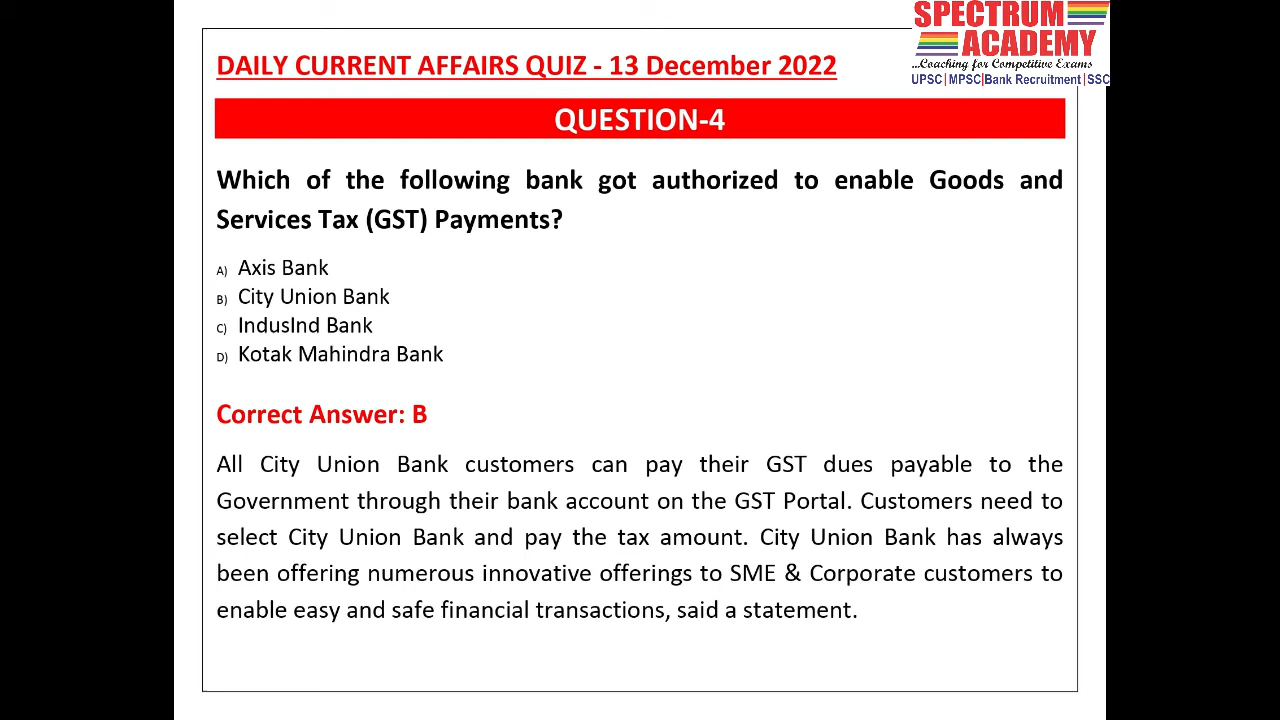 SPECTRUM
ACADEMY
...Coaching for Competitive Exams
UPSC|MPSC|Bank Recruitment|SSC
DAILY CURRENT AFFAIRS QUIZ - 13 December 2022
QUESTION-4
Which of the following bank got authorized to enable Goods and
Services Tax (GST) Payments?
A) Axis Bank
B) City Union Bank
C) IndusInd Bank
D) Kotak Mahindra Bank
Correct Answer: B
All City Union Bank customers can pay their GST dues payable to the
Government through their bank account on the GST Portal. Customers need to
select City Union Bank and pay the tax amount. City Union Bank has always
been offering numerous innovative offerings to SME & Corporate customers to
enable easy and safe financial transactions, said a statement.